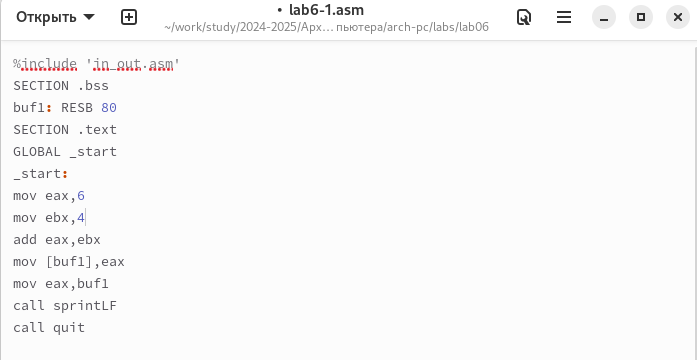 Открыть
• lab6-1.asm
~/work/study/2024-2025/Арх… пьютера/arch-pc/labs/lab06
%include 'in_out.asm'
SECTION .bss
buf1: RESB 80
SECTION .text
GLOBAL _start
_start:
mov eax,6
mov ebx,4
add eax,ebx
mov [buf1],eax
mov eax,buf1
call sprintLF
call quit